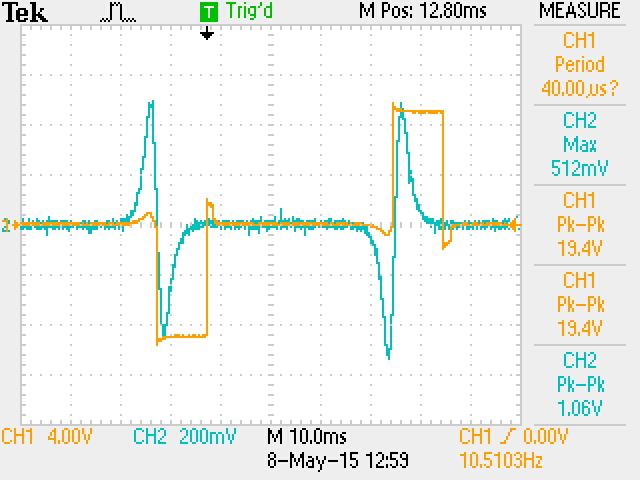 Tek T Trig'd M Pos: 12.80ms MEASURE
CH1
Period
40.00µs?
CH2
Max
512mV
CH1
Pk-Pk
19.4V
CH1
Pk-Pk
19.4V
CH2
Pk-Pk
1.06V
1
CH1 4.00V CH2 200mV M 10.0ms CH1 / 0.00V
8-May-15 12:59 10.5103Hz